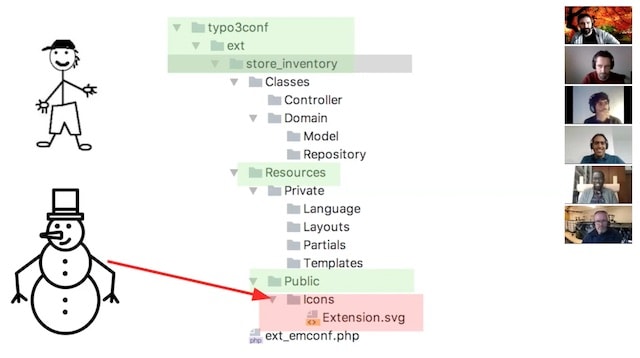 typo3conf
ext
store_inventory
Classes
Controller
Domain
Model
Repository
Resources
Private
Language
Layouts
Partials
Templates
Public
Icons
Extension.svg
php ext_emconf.php